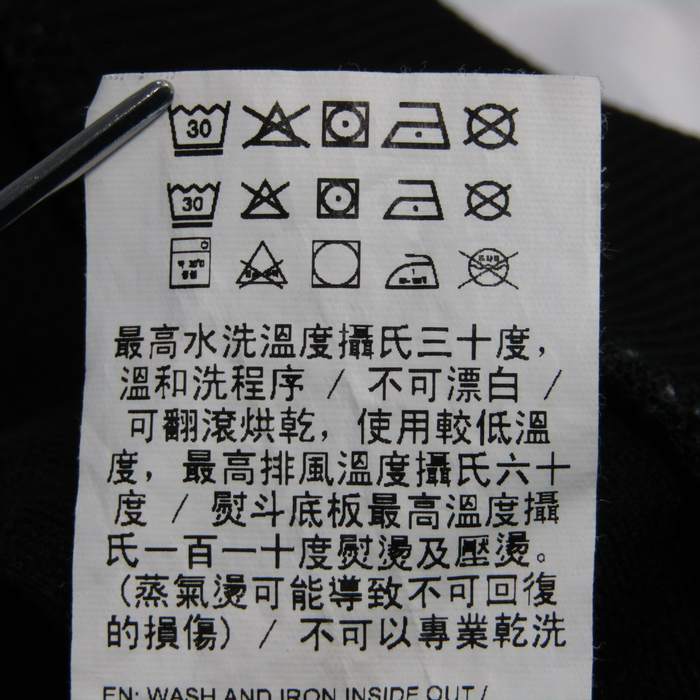 30
30
最高水洗溫度攝氏三十度，
溫和洗程序 / 不可漂白 /
可翻滾烘乾，使用較低溫
度，最高排風溫度攝氏六十
度 / 熨斗底板最高溫度攝
氏一百一十度熨燙及壓燙。
(蒸氣燙可能導致不可回復
的損傷) / 不可以專業乾洗
EN: WASH AND IRON INSIDE OUT /